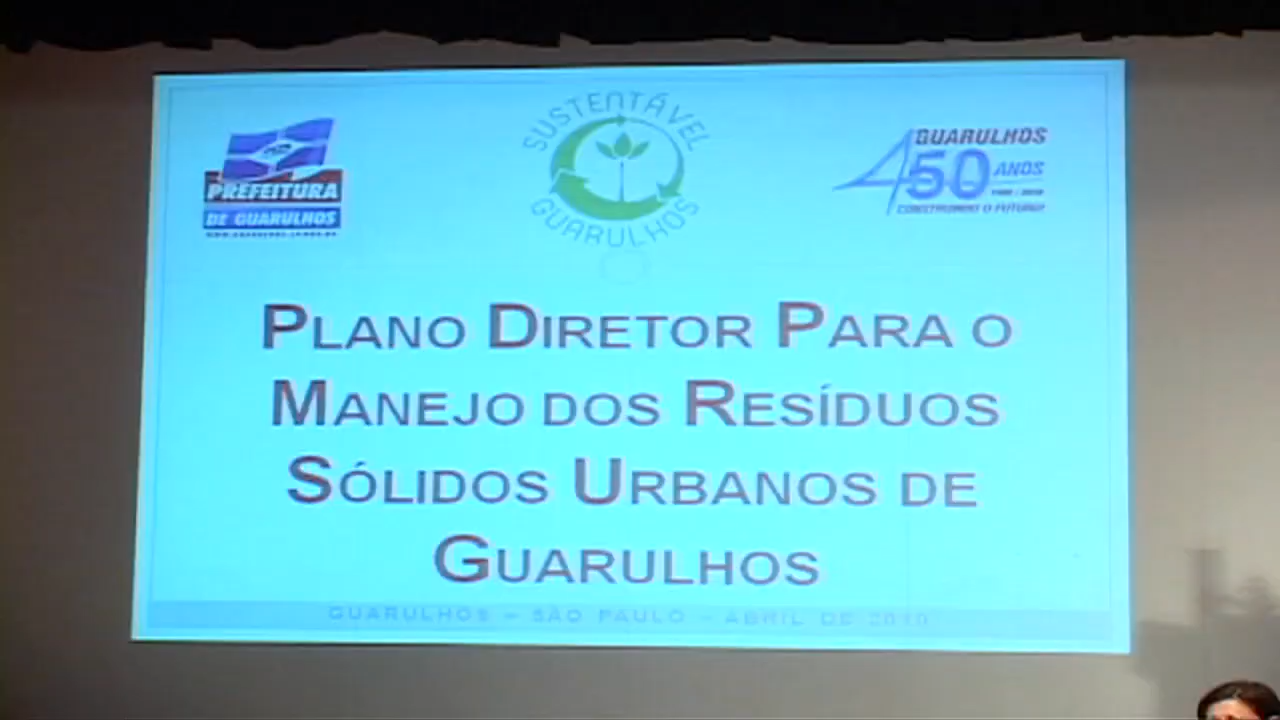 SUSTENTÁVEL
GUARULHOS
PREFEITURA
DE GUARULHOS
GUARULHOS
450 ANOS
CONSTRUINDO O FUTURO
PLANO DIRETOR PARA O
MANEJO DOS RESÍDUOS
SÓLIDOS URBANOS DE
GUARULHOS
GUARULHOS – SÃO PAULO – ABRIL DE 2010